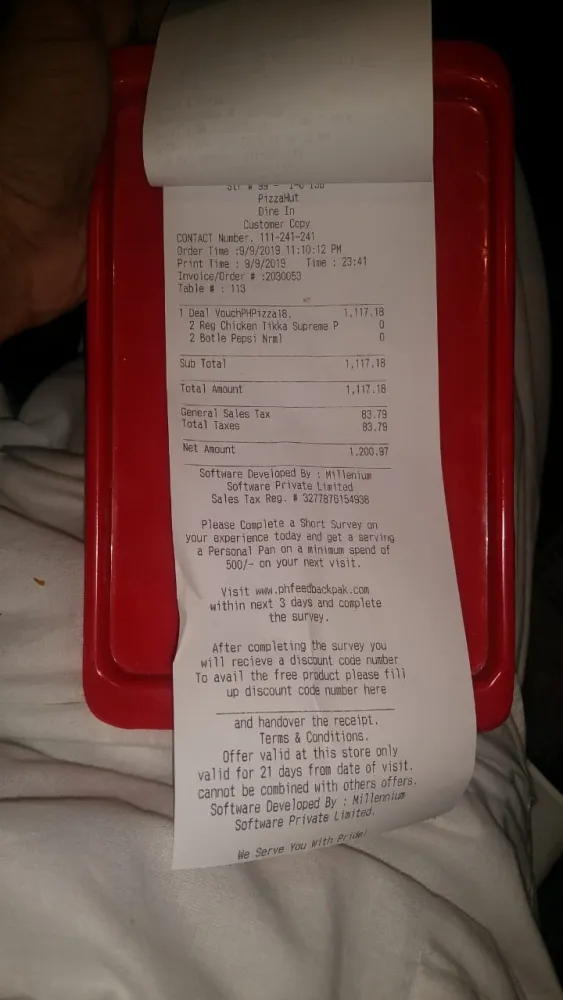 PizzaHut
Dine In
Customer Copy
CONTACT Number. 111-241-241
Order Time :9/9/2019 11:10:12 PM
Print Time : 9/9/2019 Time : 23:41
Invoice/Order # :2030053
Table # : 113
1 Deal VouchPHPizza18. 1,117.18
2 Reg Chicken Tikka Supreme P 0
2 Botle Pepsi Nrml 0
Sub Total 1,117.18
Total Amount 1,117.18
General Sales Tax 83.79
Total Taxes 83.79
Net Amount 1,200.97
Software Developed By : Millenium
Software Private Limited
Sales Tax Reg. # 3277876154938
Please Complete a Short Survey on
your experience today and get a serving
a Personal Pan on a minimum spend of
500/- on your next visit.
Visit www.phfeedbackpak.com
within next 3 days and complete
the survey.
After completing the survey you
will recieve a discount code number
To avail the free product please fill
up discount code number here
and handover the receipt.
Terms & Conditions.
Offer valid at this store only
valid for 21 days from date of visit.
cannot be combined with others offers.
Software Developed By : Millennium
Software Private Limited.
We Serve You With Pride!